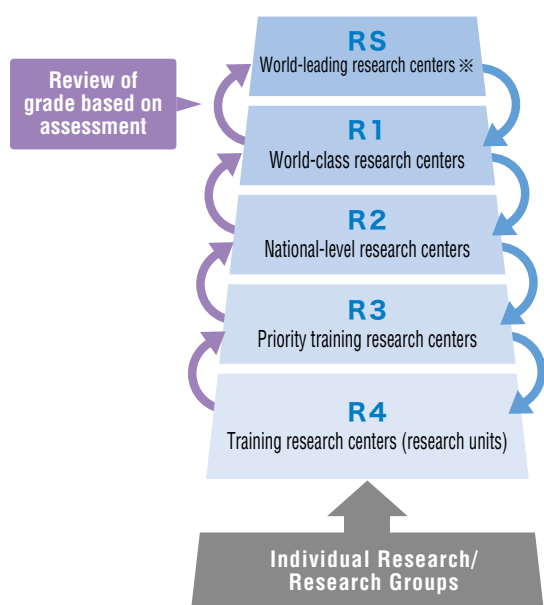 RS
World-leading research centers ※
Review of
grade based on
assessment
R1
World-class research centers
R2
National-level research centers
R3
Priority training research centers
R4
Training research centers (research units)
Individual Research/
Research Groups